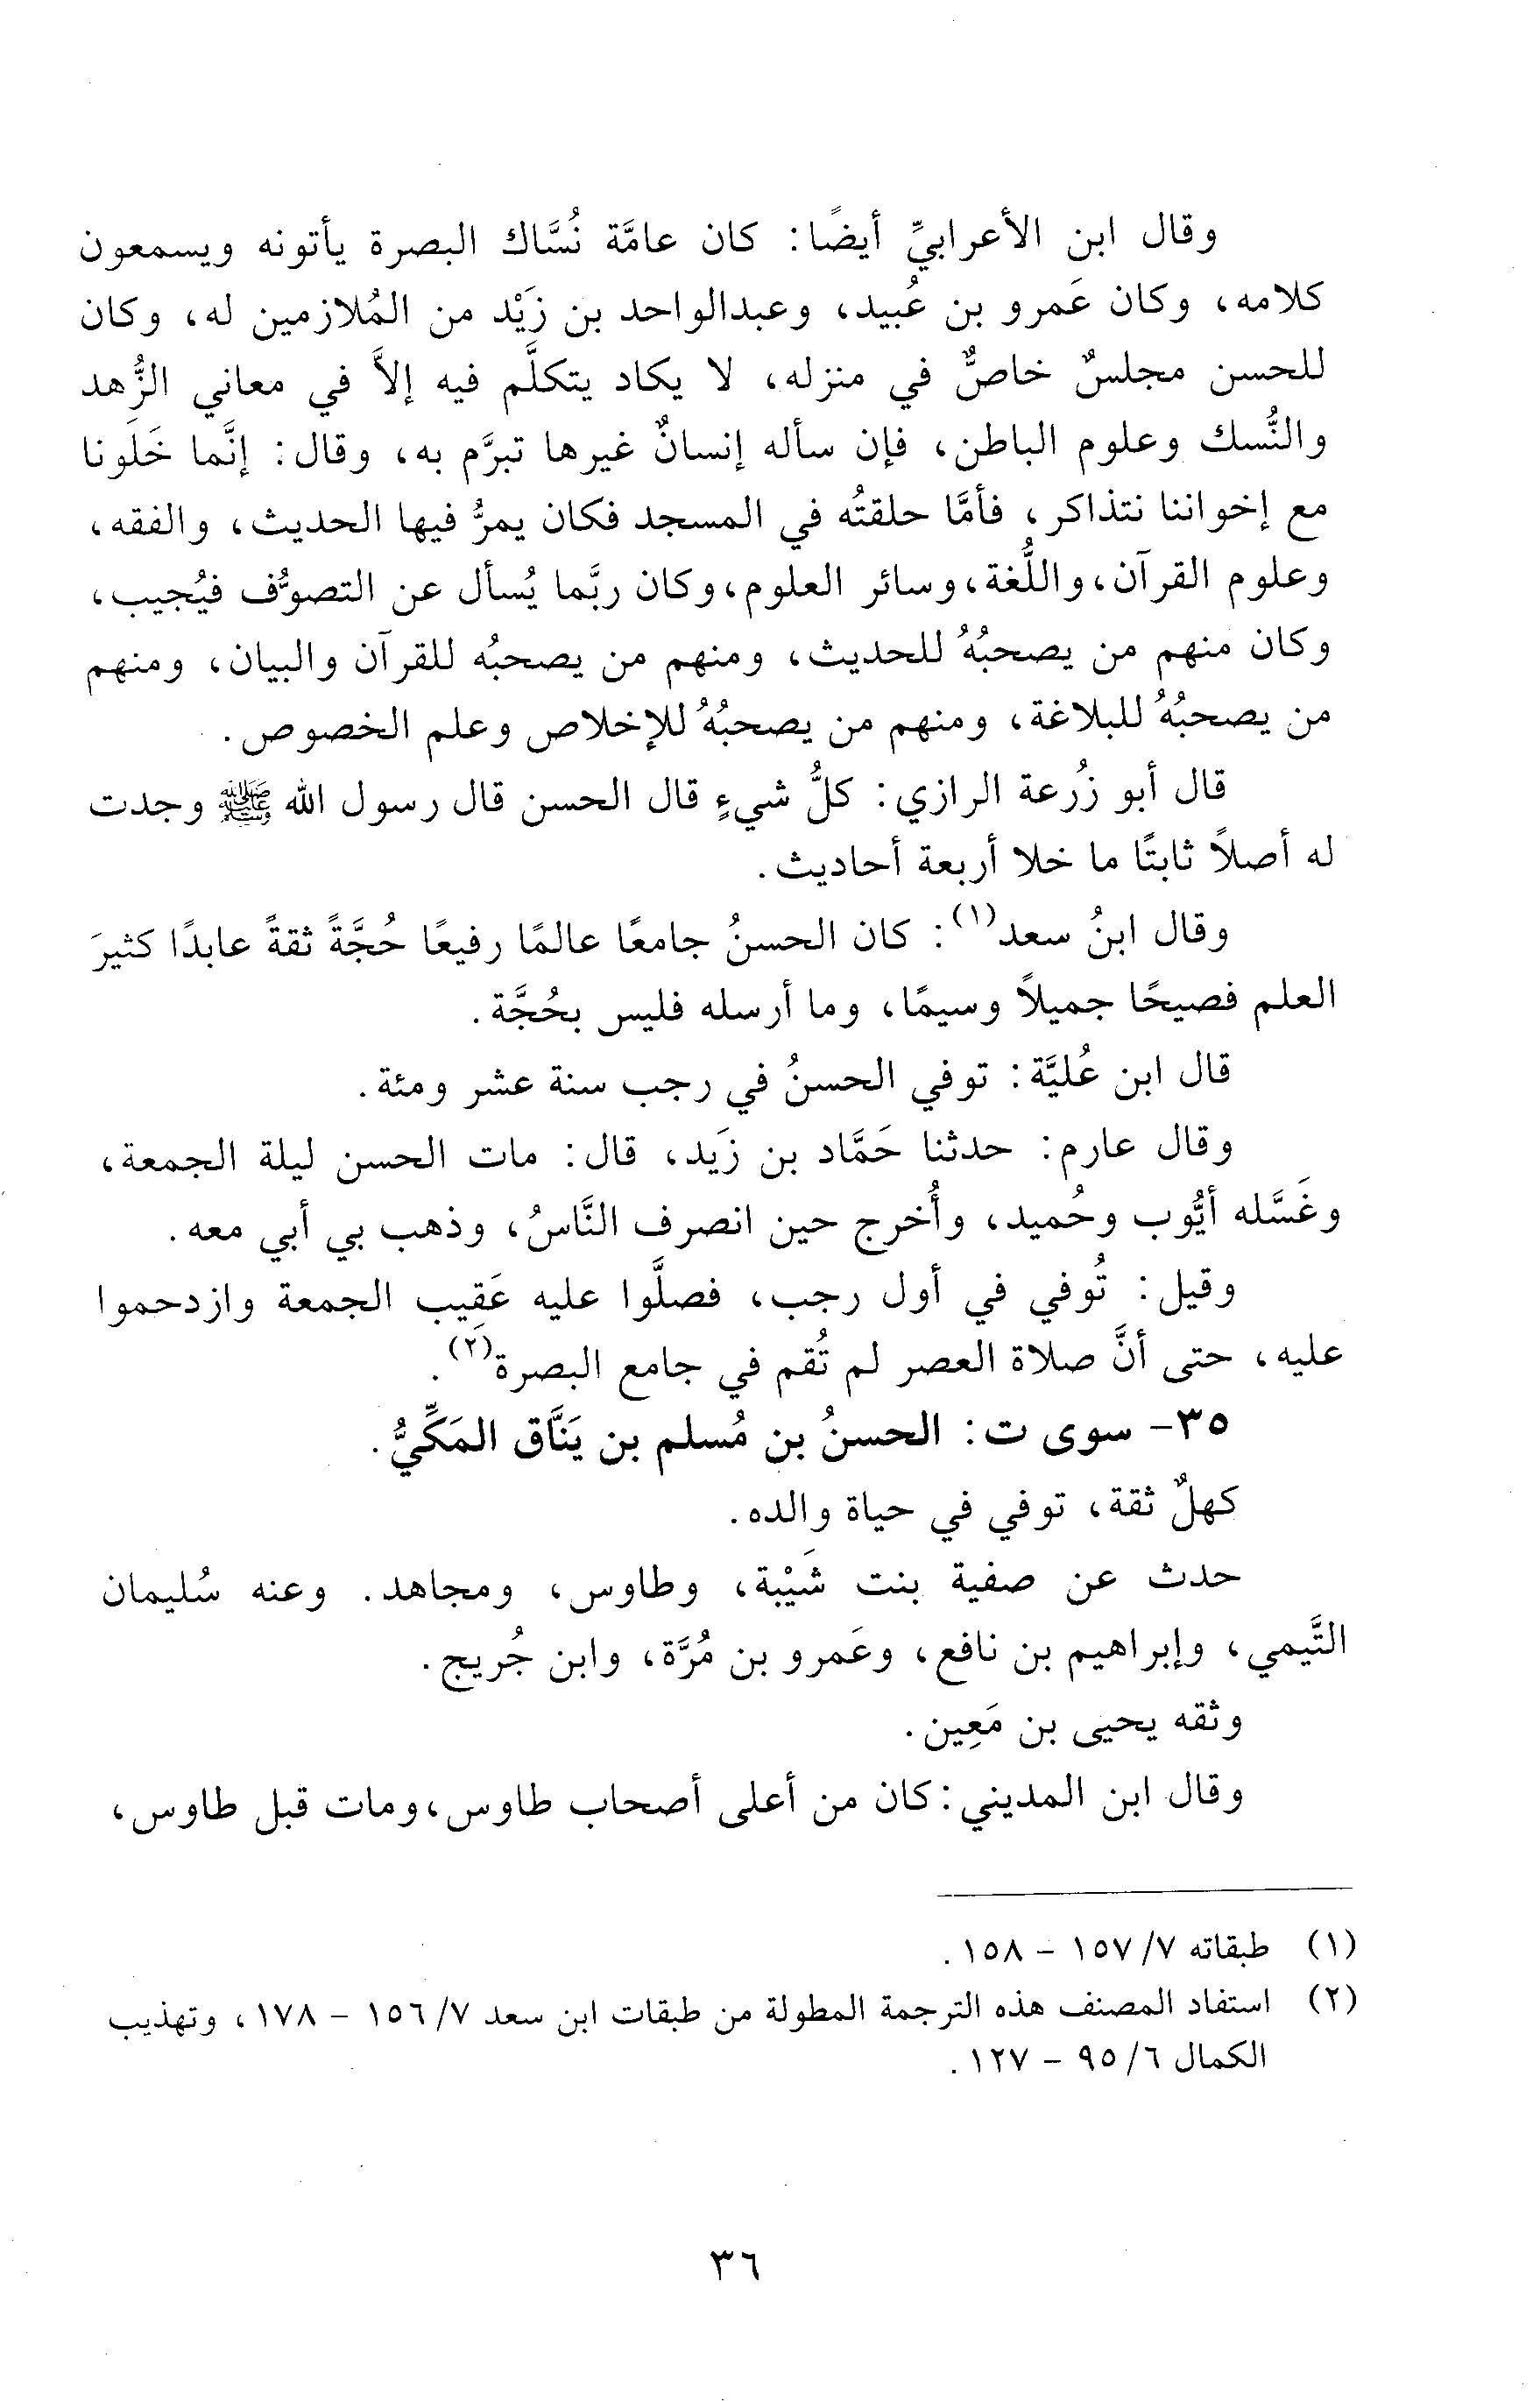 وقال ابن الأعرابيِّ أيضًا: كان عامَّة نُسَّاك البصرة يأتونه ويسمعون
كلامه، وكان عَمرو بن عُبيد، وعبدالواحد بن زَيْد من المُلازمين له، وكان
للحسن مجلسٌ خاصٌّ في منزله، لا يكاد يتكلَّم فيه إلاَّ في معاني الزُّهد
والنُّسك وعلوم الباطن، فإن سأله إنسانٌ غيرها تبرَّم به، وقال: إنَّما خَلَونا
مع إخواننا نتذاكر، فأمَّا حلقتُه في المسجد فكان يمرُّ فيها الحديث، والفقه،
وعلوم القرآن، واللُّغة، وسائر العلوم، وكان ربَّما يُسأل عن التصوُّف فيُجيب،
وكان منهم من يصحبُهُ للحديث، ومنهم من يصحبُه للقرآن والبيان، ومنهم
من يصحبُهُ للبلاغة، ومنهم من يصحبُهُ للإخلاص وعلم الخصوص.
قال أبو زُرعة الرازي: كلُّ شيءٍ قال الحسن قال رسول الله ﷺ وجدت
له أصلاً ثابتًا ما خلا أربعة أحاديث.
وقال ابنُ سعد(١): كان الحسنُ جامعًا عالمًا رفيعًا حُجَّةً ثقةً عابدًا كثيرَ
العلم فصيحًا جميلاً وسيمًا، وما أرسله فليس بحُجَّة.
قال ابن عُليَّة: توفي الحسنُ في رجب سنة عشر ومئة.
وقال عارم: حدثنا حَمَّاد بن زَيد، قال: مات الحسن ليلة الجمعة،
وغَسَّله أيُّوب وحُميد، وأُخرج حين انصرف النَّاسُ، وذهب بي أبي معه.
وقيل: تُوفي في أول رجب، فصلَّوا عليه عَقِيب الجمعة وازدحموا
عليه، حتى أنَّ صلاة العصر لم تُقم في جامع البصرة(٢).
٣٥- سوى ت: الحسنُ بن مُسلم بن يَنَّاق المَكِّيُّ.
كهلٌ ثقة، توفي في حياة والده.
حدث عن صفية بنت شَيْبة، وطاوس، ومجاهد. وعنه سُليمان
التَّيمي، وإبراهيم بن نافع، وعَمرو بن مُرَّة، وابن جُريج.
وثقه يحيى بن مَعِين.
وقال ابن المديني: كان من أعلى أصحاب طاوس، ومات قبل طاوس،
(١) طبقاته ٧/ ١٥٧ - ١٥٨.
(٢) استفاد المصنف هذه الترجمة المطولة من طبقات ابن سعد ٧/ ١٥٦ - ١٧٨، وتهذيب
الكمال ٦/ ٩٥ - ١٢٧.
٣٦